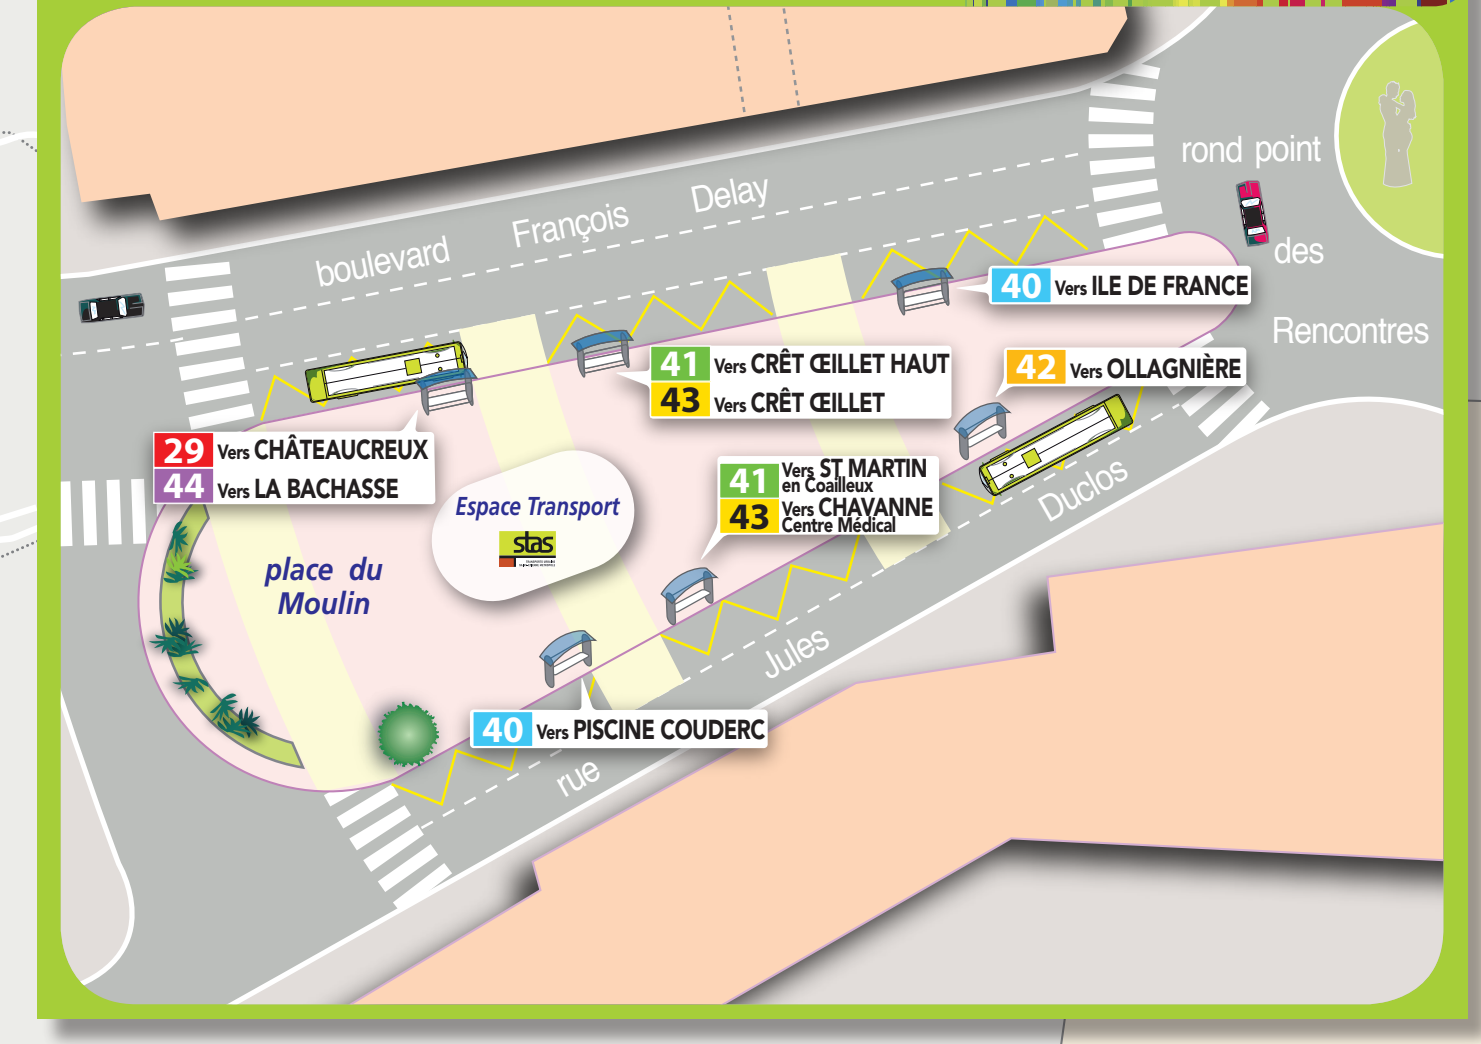 rond point
des
Rencontres
boulevard François Delay
40 Vers ILE DE FRANCE
41 Vers CRÊT ŒILLET HAUT
43 Vers CRÊT ŒILLET
42 Vers OLLAGNIÈRE
29 Vers CHÂTEAUCREUX
44 Vers LA BACHASSE
41 Vers ST MARTIN
en Coailleux
43 Vers CHAVANNE
Centre Médical
Espace Transport
stas
place du
Moulin
40 Vers PISCINE COUDERC
rue Jules Duclos